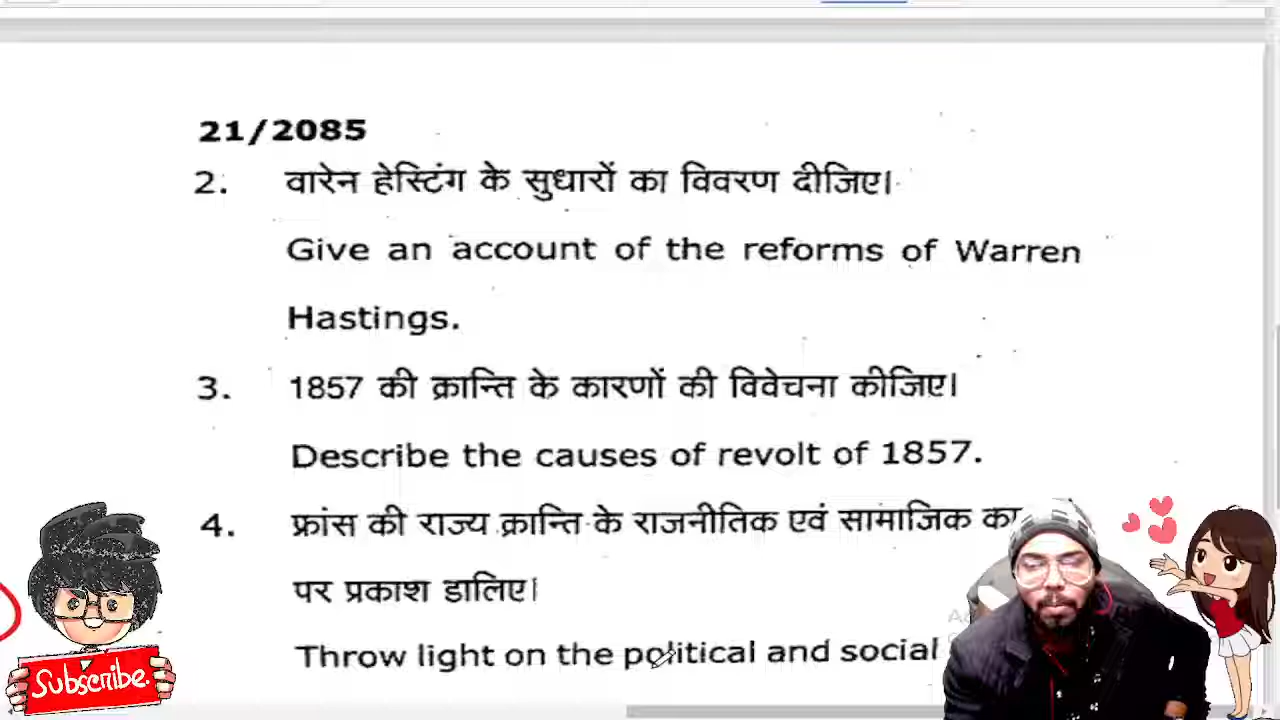 21/2085
2. वारेन हेस्टिंग के सुधारों का विवरण दीजिए।
Give an account of the reforms of Warren
Hastings.
3. 1857 की क्रान्ति के कारणों की विवेचना कीजिए।
Describe the causes of revolt of 1857.
4. फ्रांस की राज्य क्रान्ति के राजनीतिक एवं सामाजिक
पर प्रकाश डालिए।
Throw light on the political and social
Subscribe.